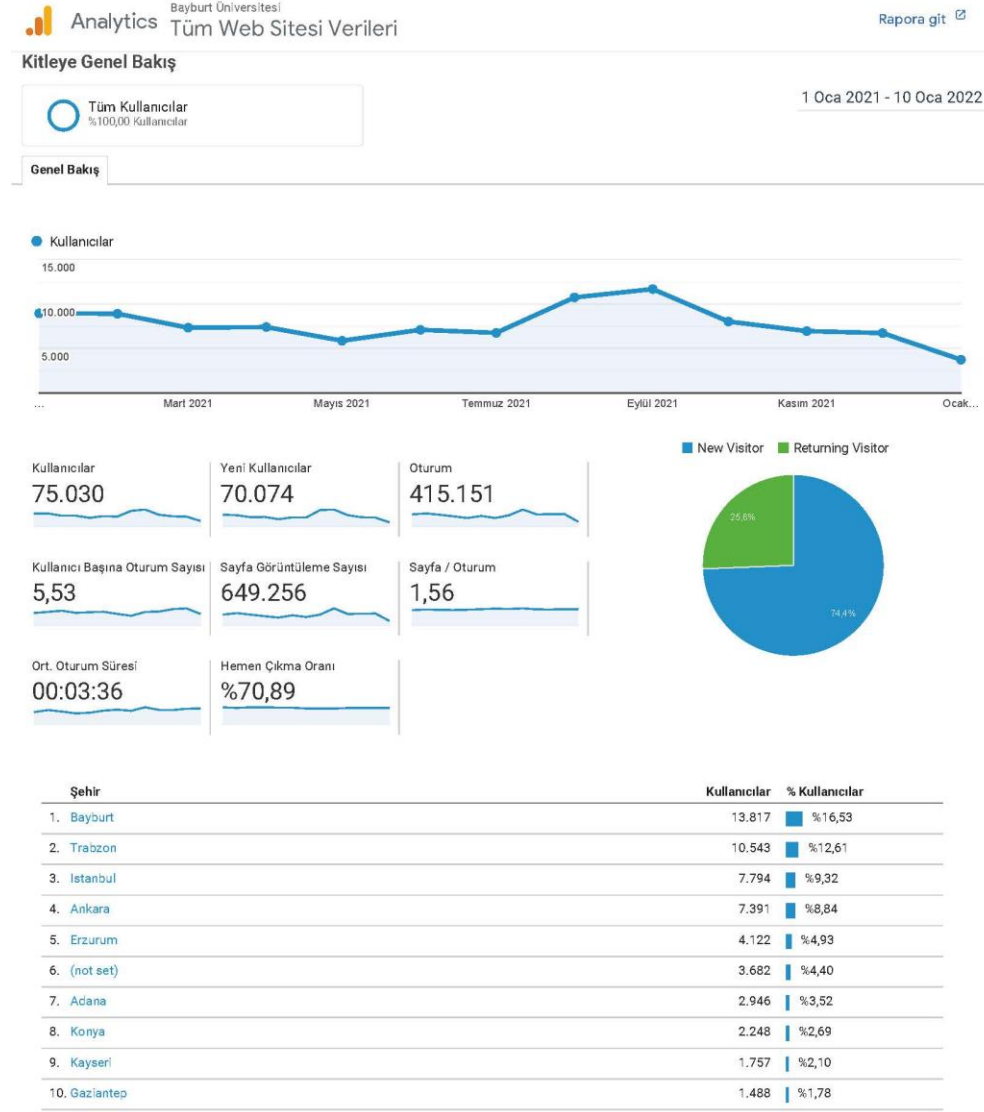 Analytics
Bayburt Üniversitesi
Tüm Web Sitesi Verileri
Rapora git
Kitleye Genel Bakış
Tüm Kullanıcılar
%100,00 Kullanıcılar
1 Oca 2021 - 10 Oca 2022
Genel Bakış
Kullanıcılar
15.000
10.000
5.000
... Mart 2021 Mayıs 2021 Temmuz 2021 Eylül 2021 Kasım 2021 Ocak...
New Visitor Returning Visitor
Kullanıcılar Yeni Kullanıcılar Oturum
75.030 70.074 415.151
25,6%
Kullanıcı Başına Oturum Sayısı Sayfa Görüntüleme Sayısı Sayfa / Oturum
5,53 649.256 1,56
74,4%
Ort. Oturum Süresi Hemen Çıkma Oranı
00:03:36 %70,89
Şehir Kullanıcılar % Kullanıcılar
1. Bayburt 13.817 %16,53
2. Trabzon 10.543 %12,61
3. Istanbul 7.794 %9,32
4. Ankara 7.391 %8,84
5. Erzurum 4.122 %4,93
6. (not set) 3.682 %4,40
7. Adana 2.946 %3,52
8. Konya 2.248 %2,69
9. Kayseri 1.757 %2,10
10. Gaziantep 1.488 %1,78